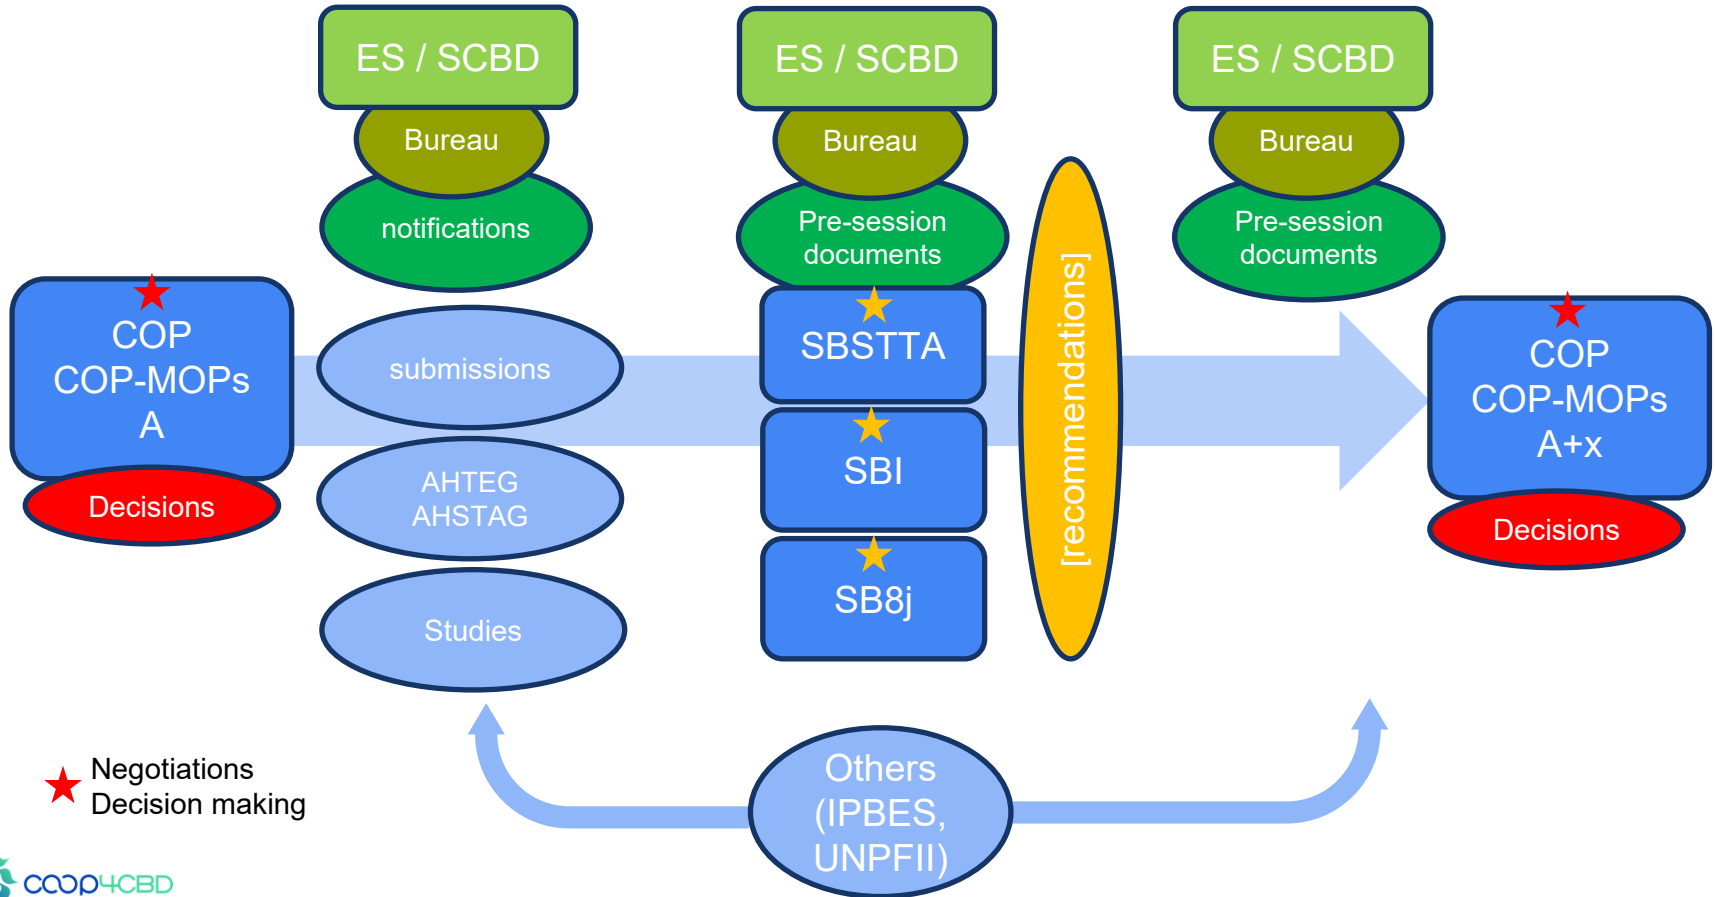 ES / SCBD
Bureau
notifications
ES / SCBD
Bureau
Pre-session
documents
ES / SCBD
Bureau
Pre-session
documents
COP
COP-MOPs
A
Decisions
submissions
AHTEG
AHSTAG
Studies
SBSTTA
SBI
SB8j
[recommendations]
COP
COP-MOPs
A+x
Decisions
Others
(IPBES,
UNPFII)
Negotiations
Decision making
COOP4CBD